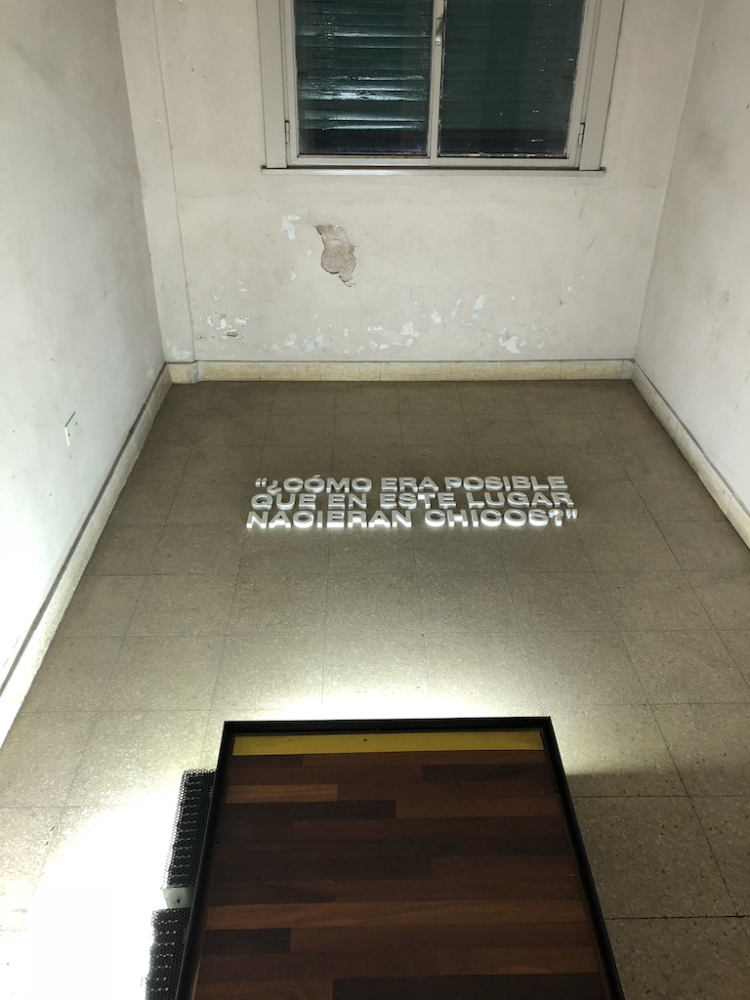 “¿CÓMO ERA POSIBLE
QUE EN ESTE LUGAR
NACIERAN CHICOS?”